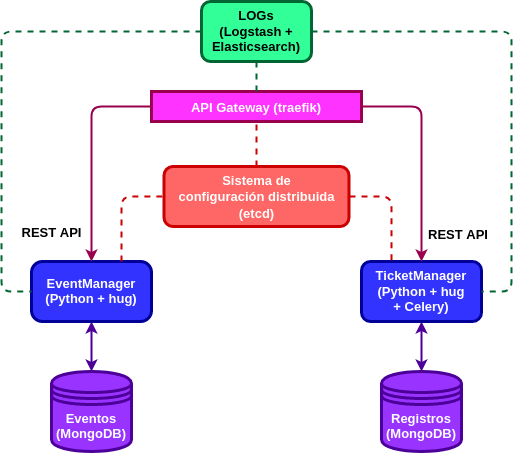 LOGs
(Logstash +
Elasticsearch)
API Gateway (traefik)
Sistema de
configuración distribuida
(etcd)
REST API
REST API
EventManager
(Python + hug)
TicketManager
(Python + hug
+ Celery)
Eventos
(MongoDB)
Registros
(MongoDB)